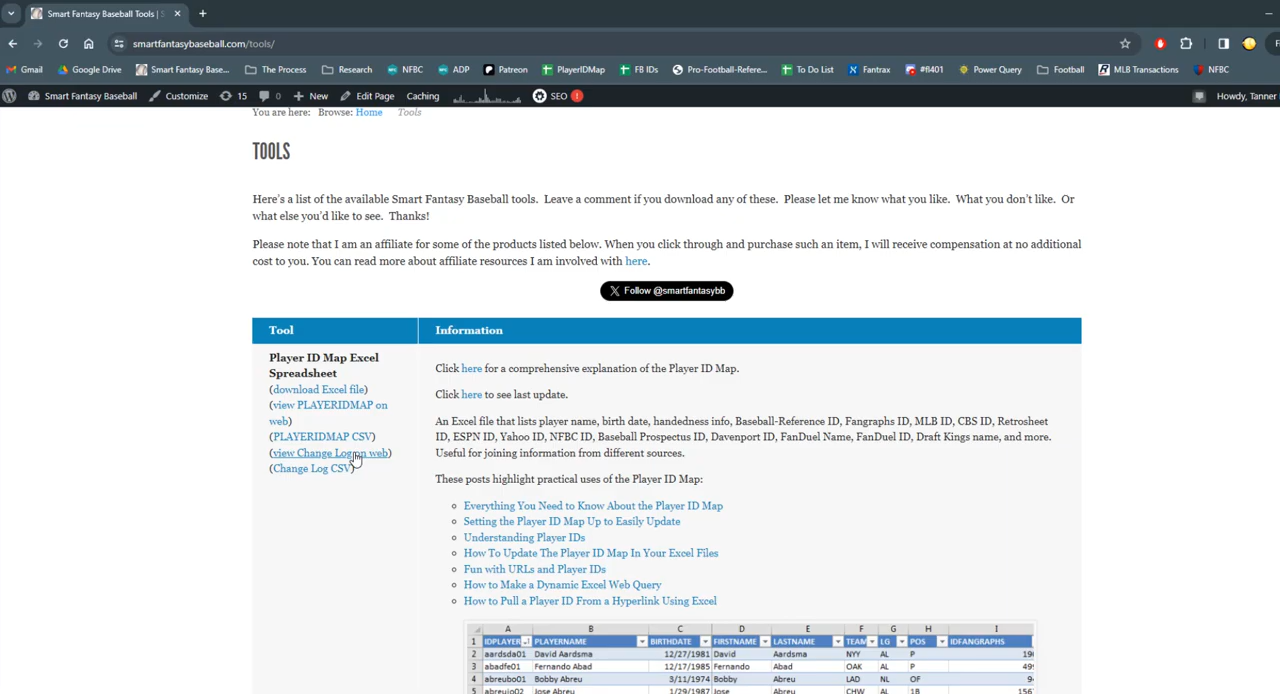 Smart Fantasy Baseball Tools |
smartfantasybaseball.com/tools/
Gmail Google Drive Smart Fantasy Base... The Process Research NFBC ADP Patreon PlayerIDMap FB IDs Pro-Football-Refere... To Do List Fantrax #fl401 Power Query Football MLB Transactions NFBC
Smart Fantasy Baseball Customize 15 0 New Edit Page Caching SEO ! Howdy, Tanner
You are here: Browse: Home Tools
TOOLS
Here's a list of the available Smart Fantasy Baseball tools. Leave a comment if you download any of these. Please let me know what you like. What you don't like. Or
what else you'd like to see. Thanks!
Please note that I am an affiliate for some of the products listed below. When you click through and purchase such an item, I will receive compensation at no additional
cost to you. You can read more about affiliate resources I am involved with here.
Follow @smartfantasybb
Tool Information
Player ID Map Excel
Spreadsheet
(download Excel file)
(view PLAYERIDMAP on
web)
(PLAYERIDMAP CSV)
(view Change Log on web)
(Change Log CSV)
Click here for a comprehensive explanation of the Player ID Map.
Click here to see last update.
An Excel file that lists player name, birth date, handedness info, Baseball-Reference ID, Fangraphs ID, MLB ID, CBS ID, Retrosheet
ID, ESPN ID, Yahoo ID, NFBC ID, Baseball Prospectus ID, Davenport ID, FanDuel Name, FanDuel ID, Draft Kings name, and more.
Useful for joining information from different sources.
These posts highlight practical uses of the Player ID Map:
Everything You Need to Know About the Player ID Map
Setting the Player ID Map Up to Easily Update
Understanding Player IDs
How To Update The Player ID Map In Your Excel Files
Fun with URLs and Player IDs
How to Make a Dynamic Excel Web Query
How to Pull a Player ID From a Hyperlink Using Excel
A B C D E F G H I
1 IDPLAYER PLAYERNAME BIRTHDATE FIRSTNAME LASTNAME TEAM LG POS IDFANGRAPHS
2 aardsda01 David Aardsma 12/27/1981 David Aardsma NYY AL P
3 abadfe01 Fernando Abad 12/17/1985 Fernando Abad OAK AL P
4 abreubo01 Bobby Abreu 3/11/1974 Bobby Abreu LAD NL OF
5 abreujo02 Jose Abreu 1/29/1987 Jose Abreu CHW AL 1B